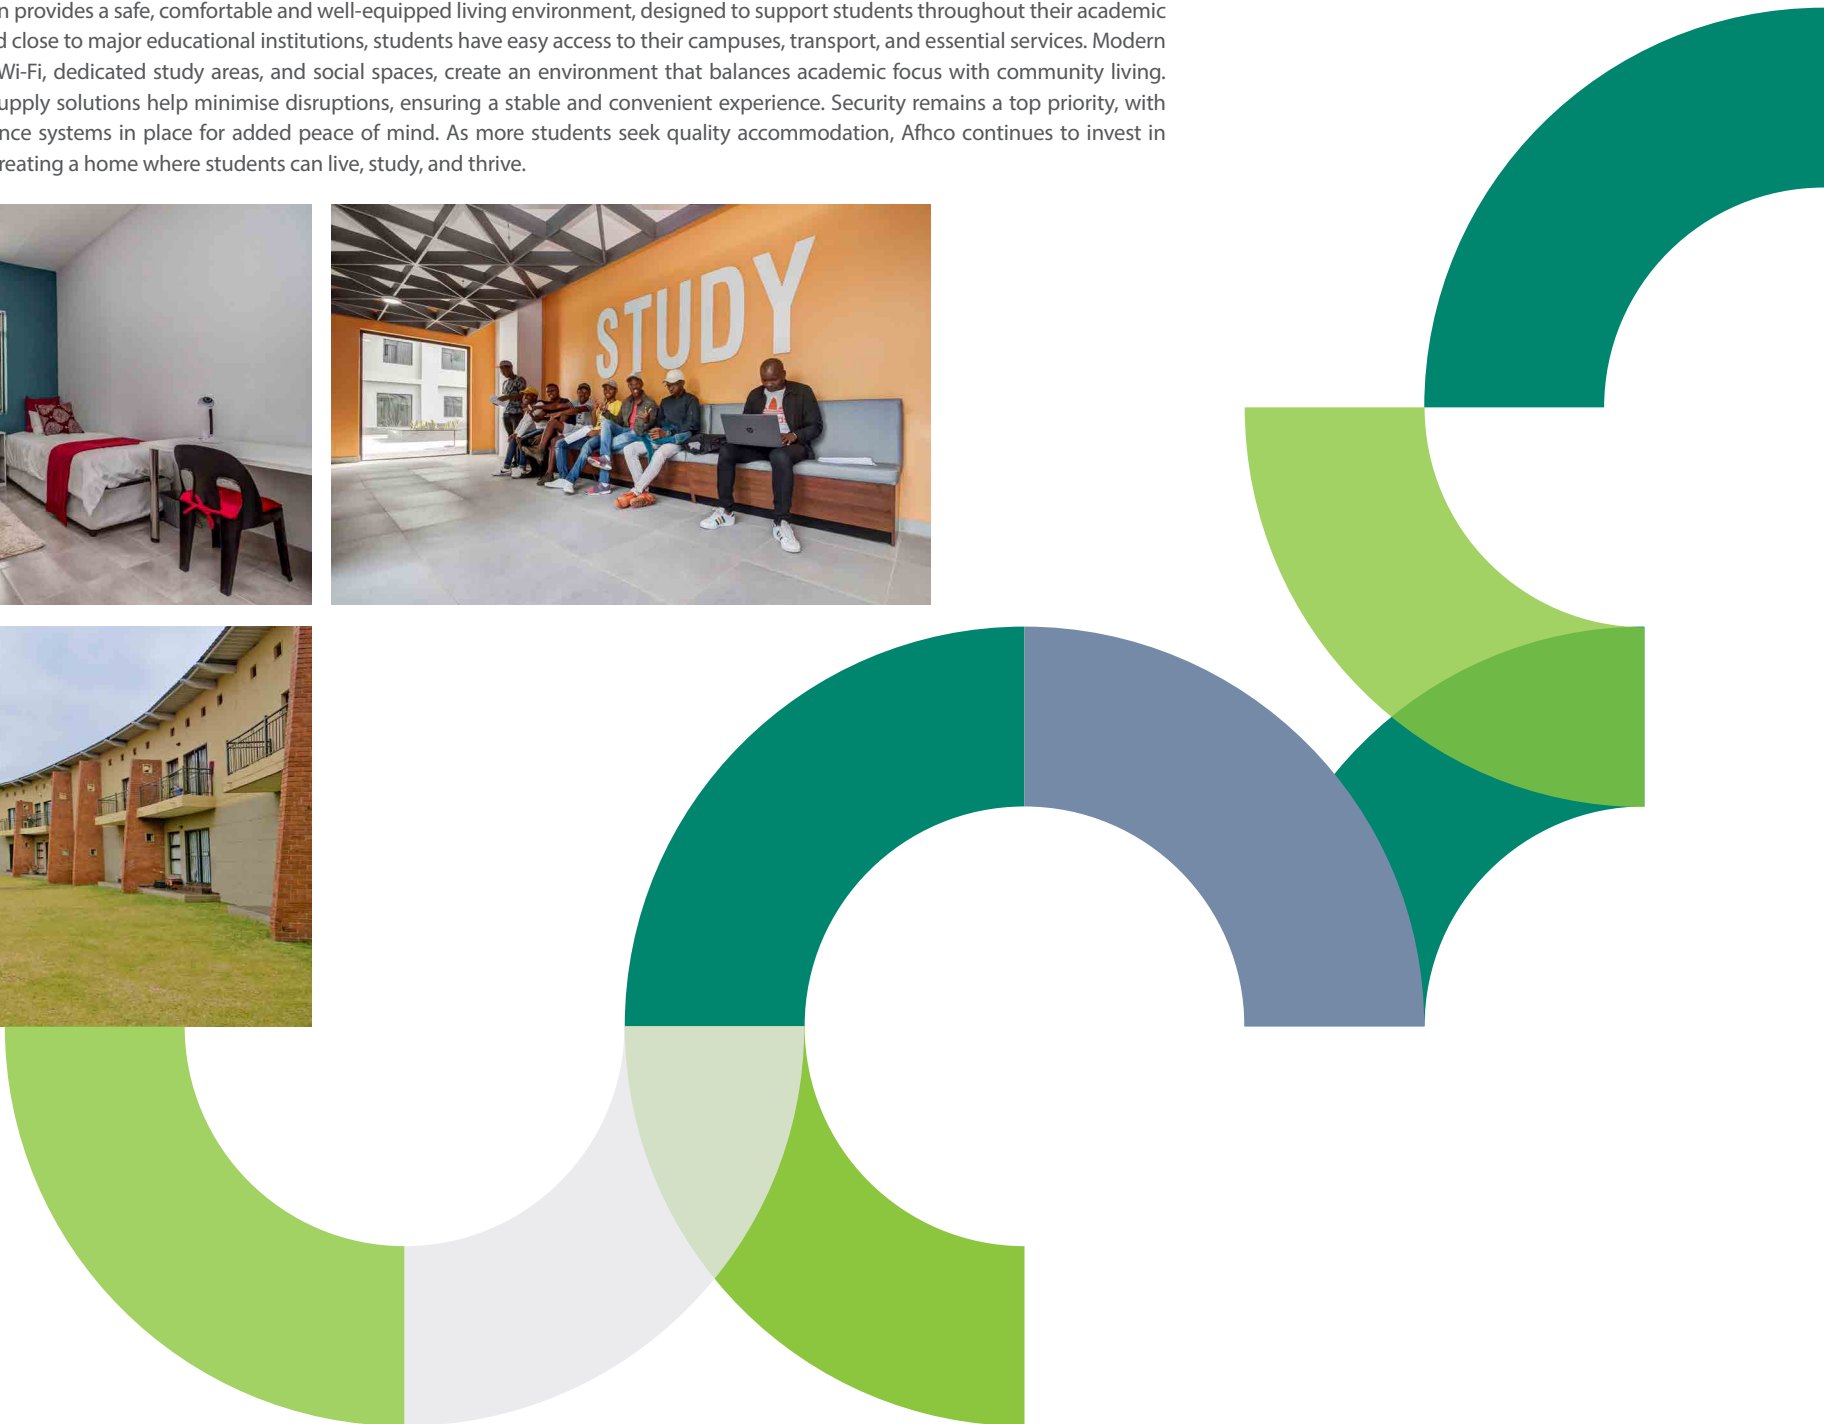 provides a safe, comfortable and well-equipped living environment, designed to support students throughout their academic
close to major educational institutions, students have easy access to their campuses, transport, and essential services. Modern
Wi-Fi, dedicated study areas, and social spaces, create an environment that balances academic focus with community living.
supply solutions help minimise disruptions, ensuring a stable and convenient experience. Security remains a top priority, with
systems in place for added peace of mind. As more students seek quality accommodation, Afhco continues to invest in
creating a home where students can live, study, and thrive.
STUDY